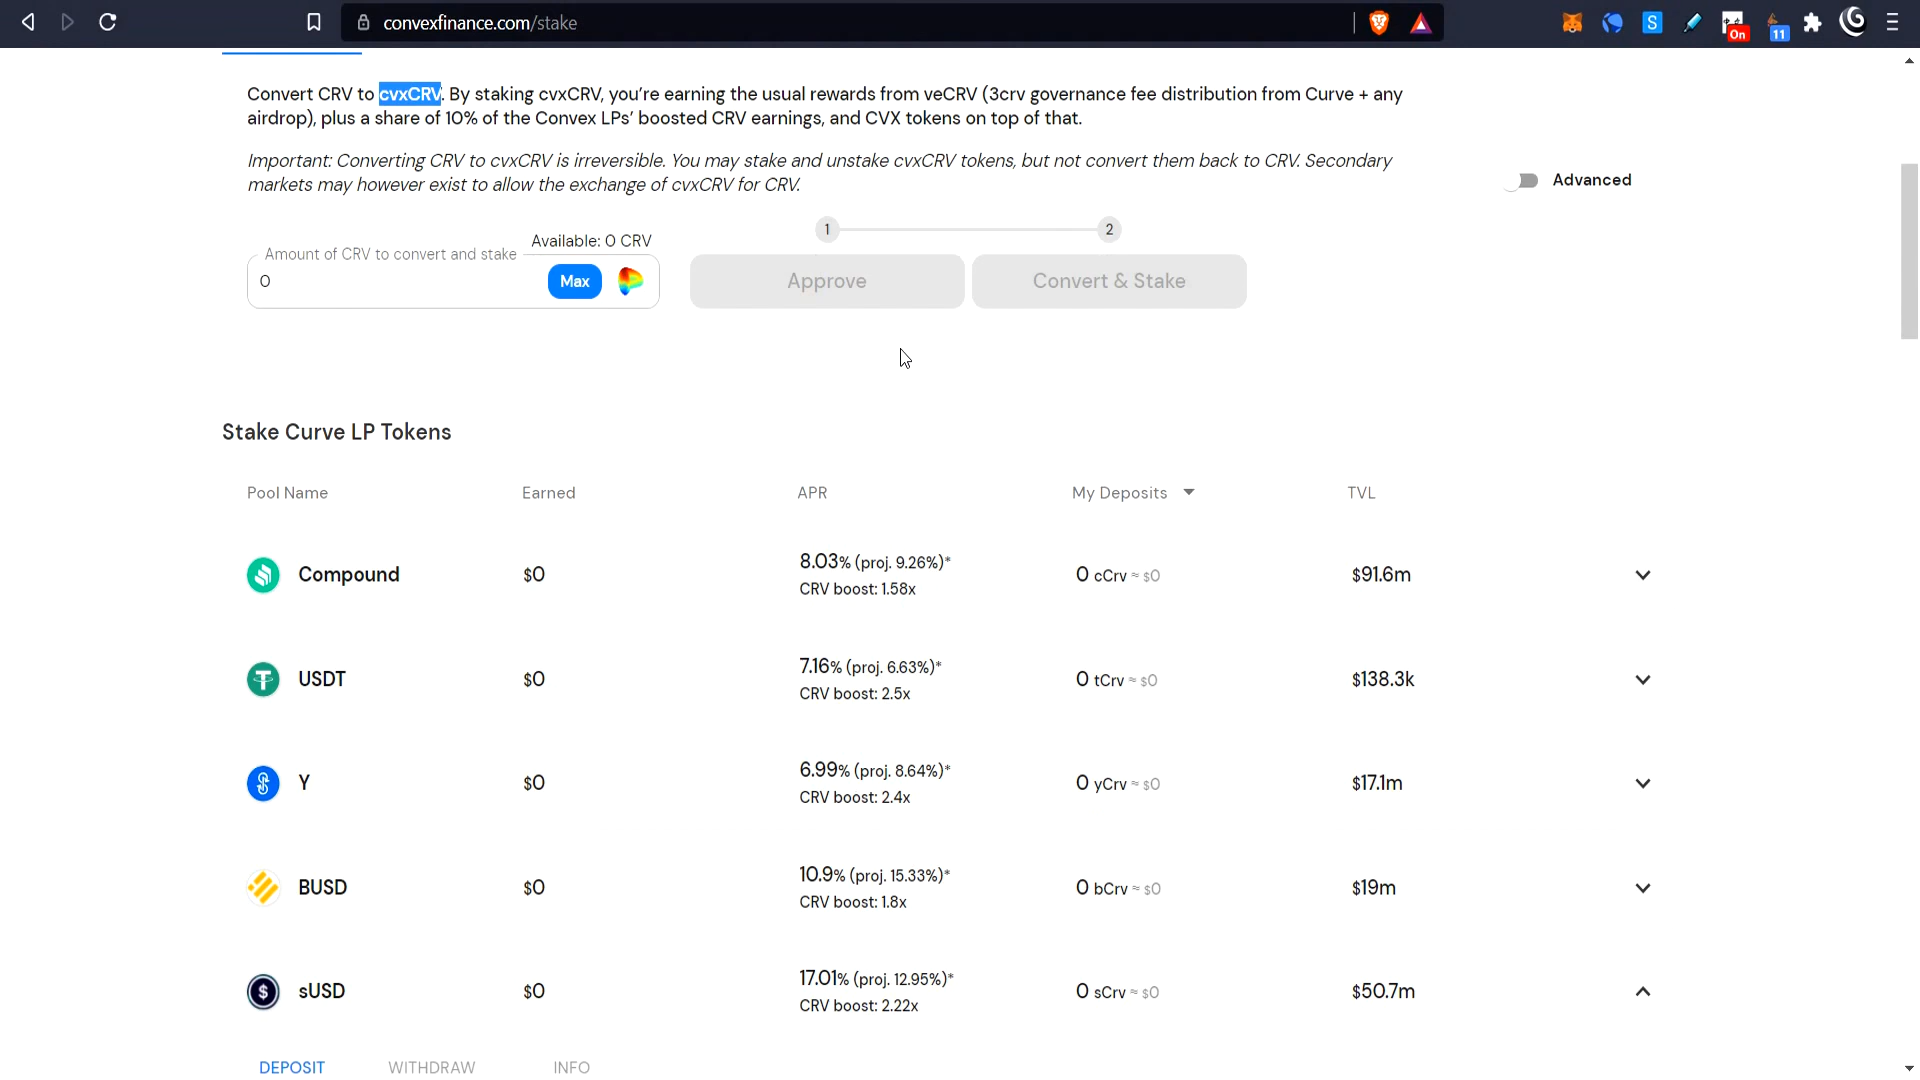 convexfinance.com/stake
On
11
Convert CRV to cvxCRV. By staking cvxCRV, you're earning the usual rewards from veCRV (3crv governance fee distribution from Curve + any
airdrop), plus a share of 10% of the Convex LPs' boosted CRV earnings, and CVX tokens on top of that.
Important: Converting CRV to cvxCRV is irreversible. You may stake and unstake cvxCRV tokens, but not convert them back to CRV. Secondary
markets may however exist to allow the exchange of cvxCRV for CRV.
Advanced
Available: 0 CRV
Amount of CRV to convert and stake
0
Max
1
2
Approve
Convert & Stake
Stake Curve LP Tokens
Pool Name Earned APR My Deposits TVL
Compound $0 8.03% (proj. 9.26%)* 0 cCrv ≈ $0 $91.6m
CRV boost: 1.58x
USDT $0 7.16% (proj. 6.63%)* 0 tCrv ≈ $0 $138.3k
CRV boost: 2.5x
Y $0 6.99% (proj. 8.64%)* 0 yCrv ≈ $0 $17.1m
CRV boost: 2.4x
BUSD $0 10.9% (proj. 15.33%)* 0 bCrv ≈ $0 $19m
CRV boost: 1.8x
sUSD $0 17.01% (proj. 12.95%)* 0 sCrv ≈ $0 $50.7m
CRV boost: 2.22x
DEPOSIT WITHDRAW INFO